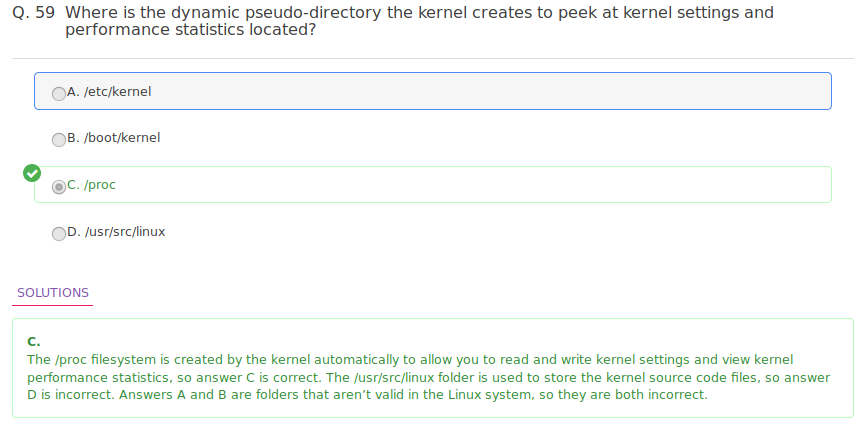 Q. 59 Where is the dynamic pseudo-directory the kernel creates to peek at kernel settings and
performance statistics located?
A. /etc/kernel
B. /boot/kernel
C. /proc
D. /usr/src/linux
SOLUTIONS
C.
The /proc filesystem is created by the kernel automatically to allow you to read and write kernel settings and view kernel
performance statistics, so answer C is correct. The /usr/src/linux folder is used to store the kernel source code files, so answer
D is incorrect. Answers A and B are folders that aren’t valid in the Linux system, so they are both incorrect.